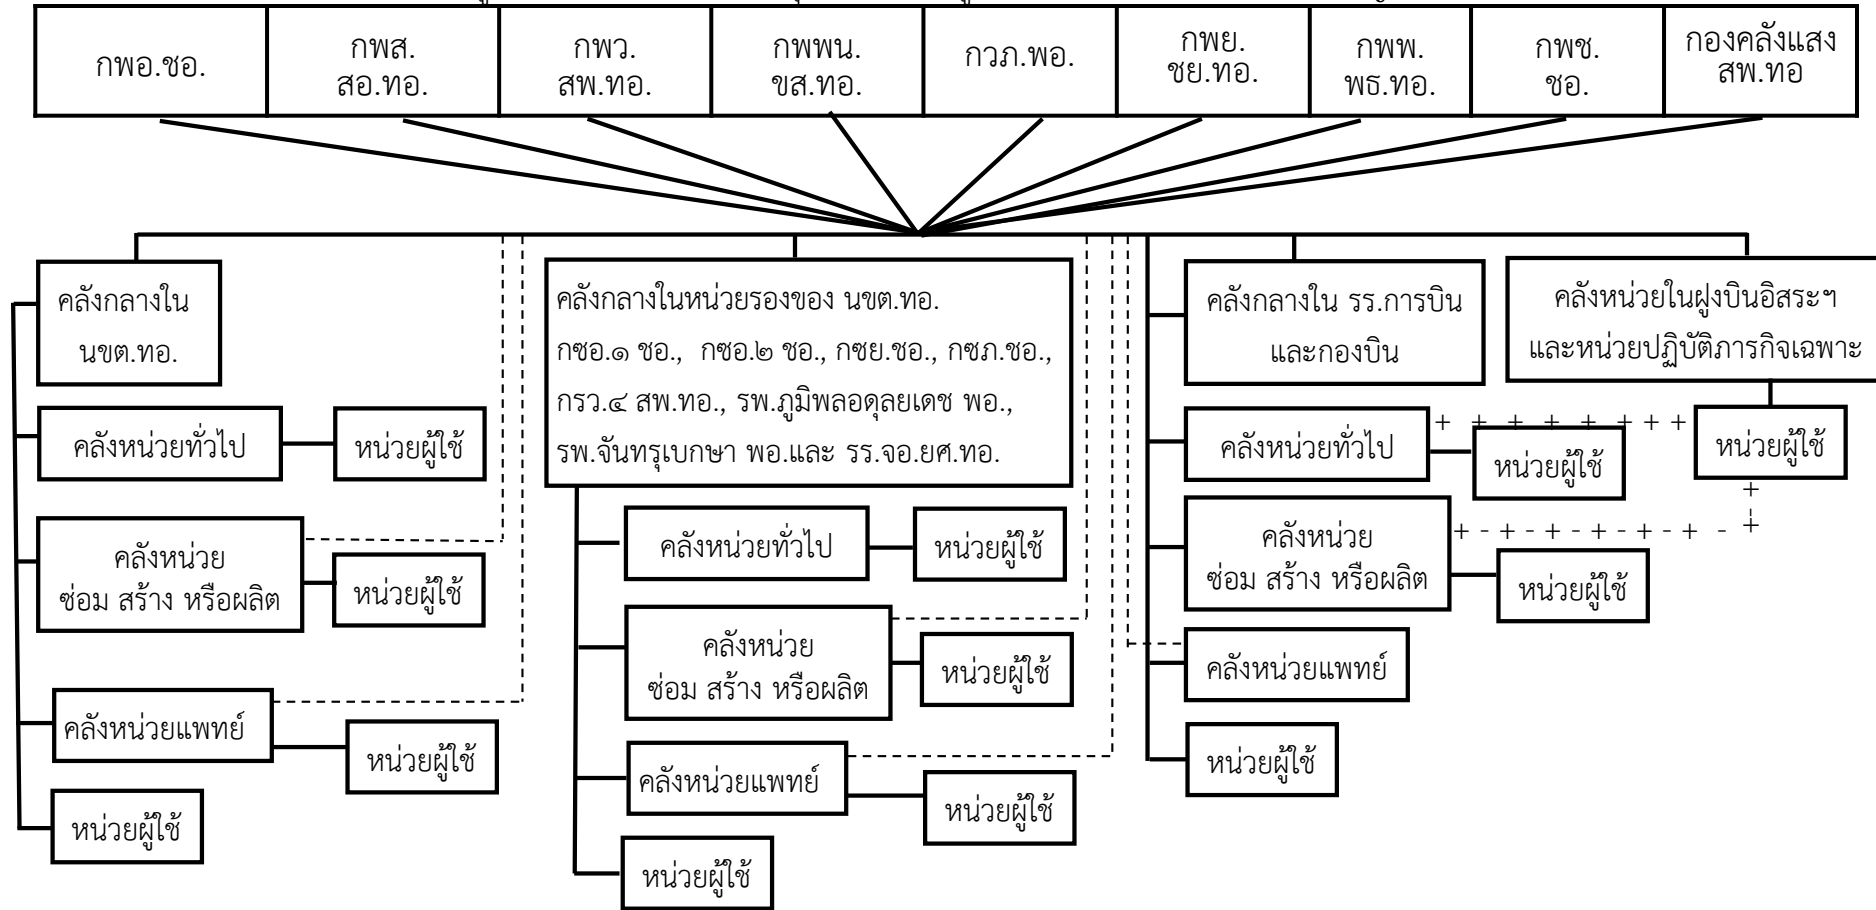 กพอ.ชอ.
กพส.
สอ.ทอ.
กพว.
สพ.ทอ.
กพพน.
ขส.ทอ.
กวภ.พอ.
กพย.
ชย.ทอ.
กพพ.
พธ.ทอ.
กพช.
ชอ.
กองคลังแสง
สพ.ทอ
คลังกลางใน
นขต.ทอ.
คลังหน่วยทั่วไป
หน่วยผู้ใช้
คลังหน่วย
ซ่อม สร้าง หรือผลิต
หน่วยผู้ใช้
คลังหน่วยแพทย์
หน่วยผู้ใช้
หน่วยผู้ใช้
คลังกลางในหน่วยรองของ นขต.ทอ.
กซอ.๑ ชอ., กซอ.๒ ชอ., กซย.ชอ., กซภ.ชอ.,
กรว.๔ สพ.ทอ., รพ.ภูมิพลอดุลยเดช พอ.,
รพ.จันทรุเบกษา พอ.และ รร.จอ.ยศ.ทอ.
คลังหน่วยทั่วไป
หน่วยผู้ใช้
คลังหน่วย
ซ่อม สร้าง หรือผลิต
หน่วยผู้ใช้
คลังหน่วยแพทย์
หน่วยผู้ใช้
หน่วยผู้ใช้
คลังกลางใน รร.การบิน
และกองบิน
คลังหน่วยทั่วไป
หน่วยผู้ใช้
คลังหน่วย
ซ่อม สร้าง หรือผลิต
หน่วยผู้ใช้
คลังหน่วยแพทย์
หน่วยผู้ใช้
คลังหน่วยในฝูงบินอิสระฯ
และหน่วยปฏิบัติภารกิจเฉพาะ
หน่วยผู้ใช้